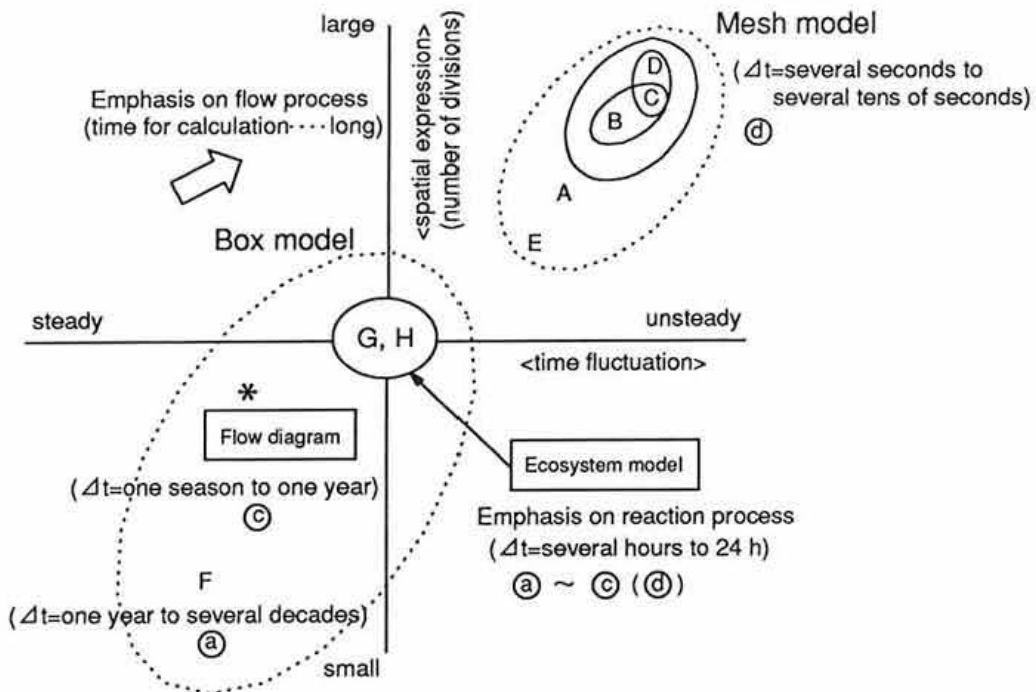 large
Mesh model
(⊿t=several seconds to
several tens of seconds)
ⓓ
Emphasis on flow process
(time for calculation····long)
<spatial expression>
(number of divisions)
D
C
B
A
E
Box model
steady
G, H
unsteady
<time fluctuation>
*
Flow diagram
(⊿t=one season to one year)
ⓒ
Ecosystem model
Emphasis on reaction process
(⊿t=several hours to 24 h)
ⓐ ~ ⓒ (ⓓ)
F
(⊿t=one year to several decades)
ⓐ
small